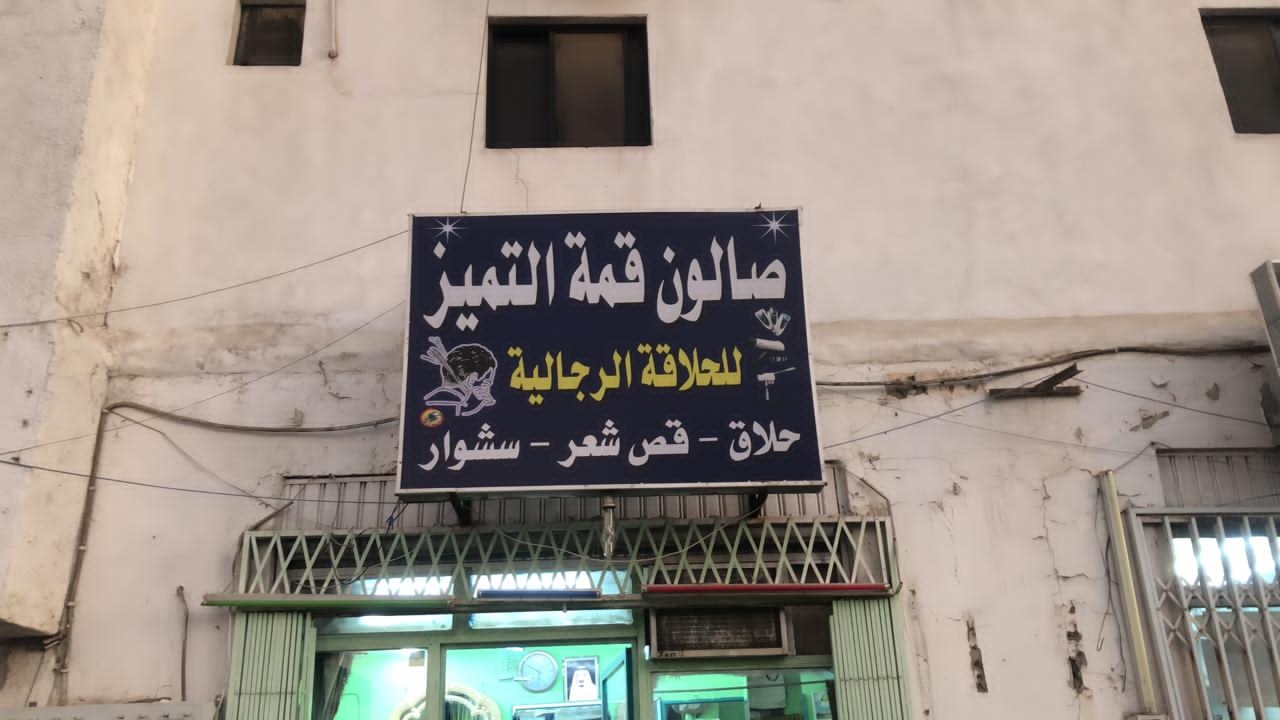 صالون قمة التميز
للحلاقة الرجالية
حلاق - قص شعر - سشوار